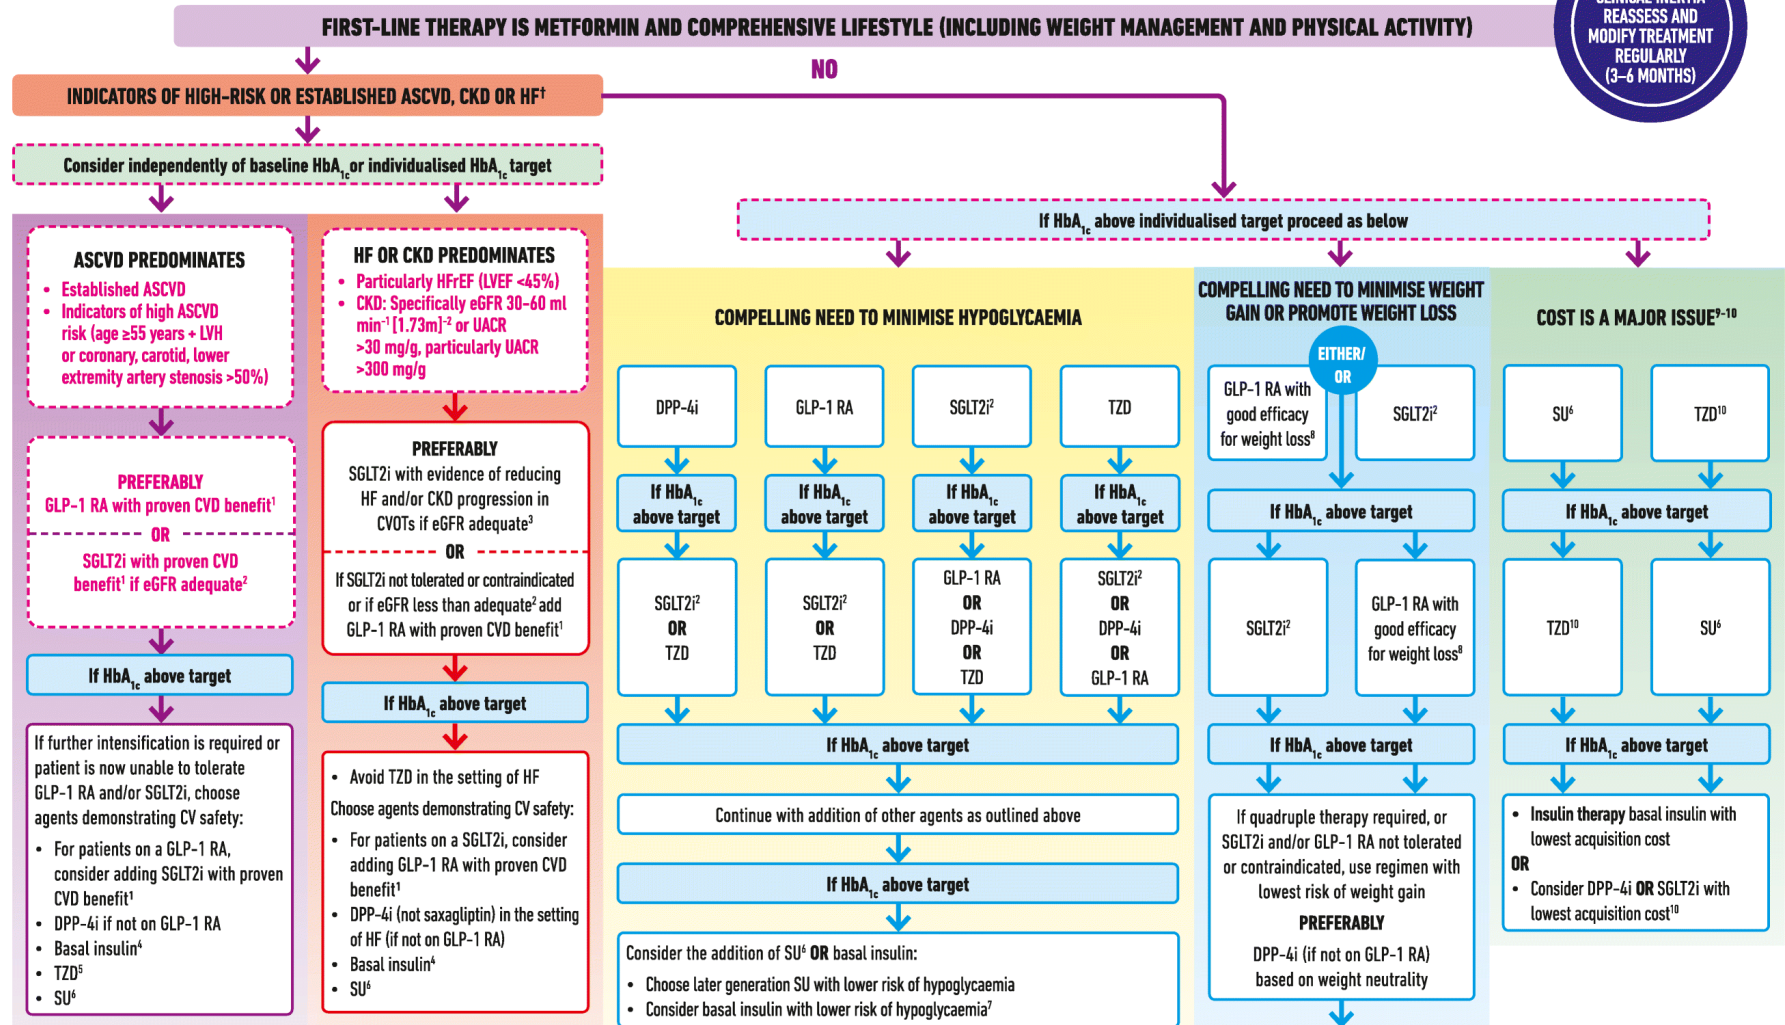 FIRST-LINE THERAPY IS METFORMIN AND COMPREHENSIVE LIFESTYLE (INCLUDING WEIGHT MANAGEMENT AND PHYSICAL ACTIVITY)
CLINICAL INERTIA
REASSESS AND
MODIFY TREATMENT
REGULARLY
(3–6 MONTHS)
NO
INDICATORS OF HIGH-RISK OR ESTABLISHED ASCVD, CKD OR HF†
Consider independently of baseline HbA1c or individualised HbA1c target
If HbA1c above individualised target proceed as below
ASCVD PREDOMINATES
• Established ASCVD
• Indicators of high ASCVD
risk (age ≥55 years + LVH
or coronary, carotid, lower
extremity artery stenosis >50%)
PREFERABLY
GLP-1 RA with proven CVD benefit¹
OR
SGLT2i with proven CVD
benefit¹ if eGFR adequate²
If HbA1c above target
If further intensification is required or
patient is now unable to tolerate
GLP-1 RA and/or SGLT2i, choose
agents demonstrating CV safety:
• For patients on a GLP-1 RA,
consider adding SGLT2i with proven
CVD benefit¹
• DPP-4i if not on GLP-1 RA
• Basal insulin⁴
• TZD⁵
• SU⁶
HF OR CKD PREDOMINATES
• Particularly HFrEF (LVEF <45%)
• CKD: Specifically eGFR 30–60 ml
min⁻¹ [1.73m]⁻² or UACR
>30 mg/g, particularly UACR
>300 mg/g
PREFERABLY
SGLT2i with evidence of reducing
HF and/or CKD progression in
CVOTs if eGFR adequate³
OR
If SGLT2i not tolerated or contraindicated
or if eGFR less than adequate² add
GLP-1 RA with proven CVD benefit¹
If HbA1c above target
• Avoid TZD in the setting of HF
Choose agents demonstrating CV safety:
• For patients on a SGLT2i, consider
adding GLP-1 RA with proven CVD
benefit¹
• DPP-4i (not saxagliptin) in the setting
of HF (if not on GLP-1 RA)
• Basal insulin⁴
• SU⁶
COMPELLING NEED TO MINIMISE HYPOGLYCAEMIA
DPP-4i
If HbA1c
above target
SGLT2i²
OR
TZD
GLP-1 RA
If HbA1c
above target
SGLT2i²
OR
TZD
SGLT2i²
If HbA1c
above target
GLP-1 RA
OR
DPP-4i
OR
TZD
TZD
If HbA1c
above target
SGLT2i²
OR
DPP-4i
OR
GLP-1 RA
If HbA1c above target
Continue with addition of other agents as outlined above
If HbA1c above target
Consider the addition of SU⁶ OR basal insulin:
• Choose later generation SU with lower risk of hypoglycaemia
• Consider basal insulin with lower risk of hypoglycaemia⁷
COMPELLING NEED TO MINIMISE WEIGHT
GAIN OR PROMOTE WEIGHT LOSS
EITHER/
OR
GLP-1 RA with
good efficacy
for weight loss⁸
SGLT2i²
If HbA1c above target
SGLT2i²
GLP-1 RA with
good efficacy
for weight loss⁸
If HbA1c above target
If quadruple therapy required, or
SGLT2i and/or GLP-1 RA not tolerated
or contraindicated, use regimen with
lowest risk of weight gain
PREFERABLY
DPP-4i (if not on GLP-1 RA)
based on weight neutrality
COST IS A MAJOR ISSUE⁹⁻¹⁰
SU⁶
TZD¹⁰
If HbA1c above target
TZD¹⁰
SU⁶
If HbA1c above target
• Insulin therapy basal insulin with
lowest acquisition cost
OR
• Consider DPP-4i OR SGLT2i with
lowest acquisition cost¹⁰